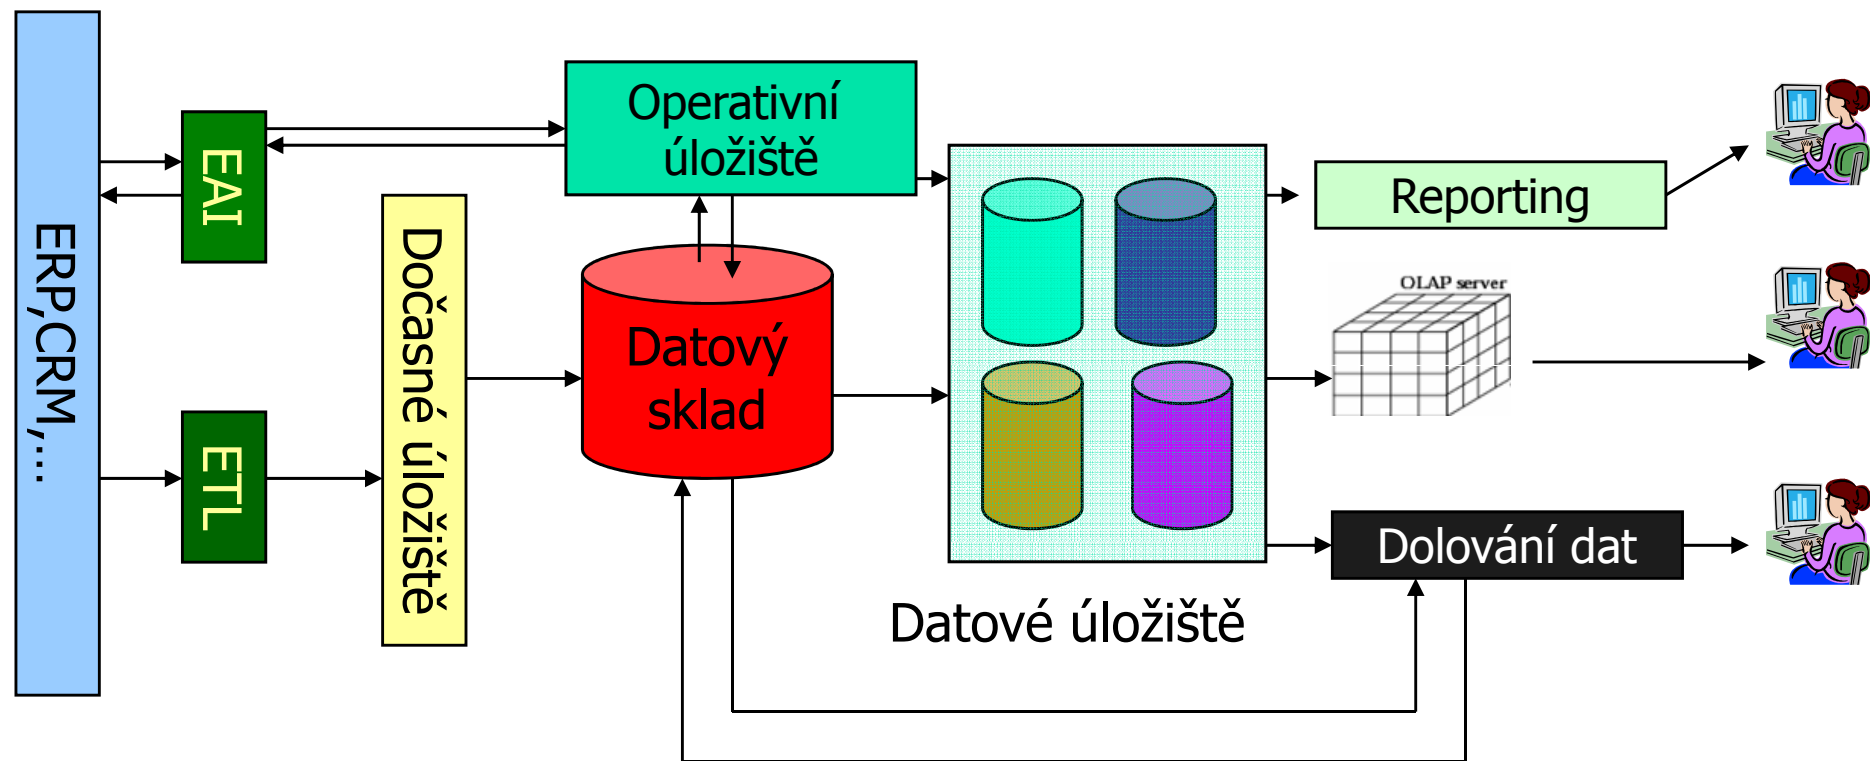 ERP,CRM,...
EAI
ETL
Dočasné úložiště
Operativní
úložiště
Datový
sklad
Datové úložiště
Reporting
OLAP server
Dolování dat